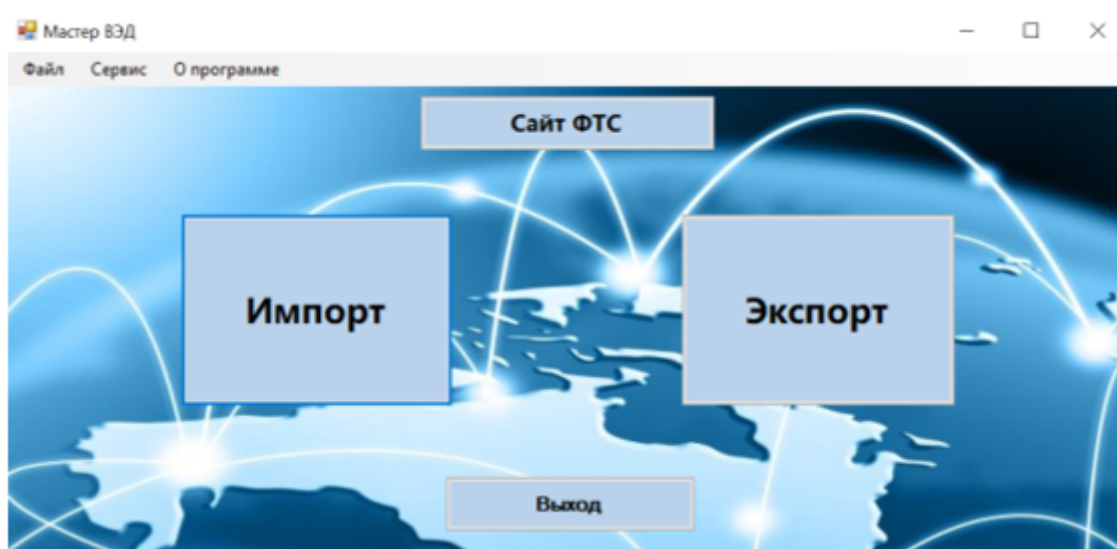 Мастер ВЭД
Файл Сервис О программе
Сайт ФТС
Импорт
Экспорт
Выход